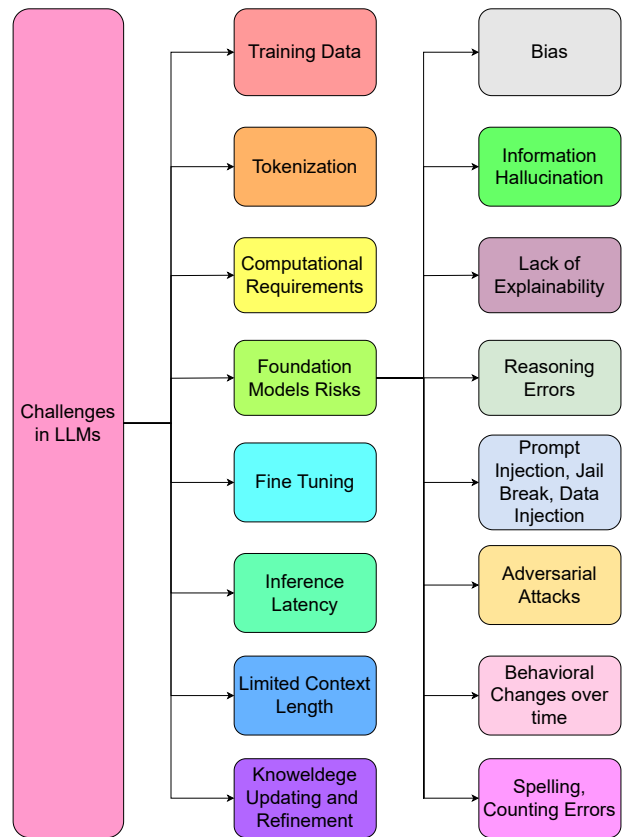 Challenges
in LLMs
Training Data
Tokenization
Computational
Requirements
Foundation
Models Risks
Fine Tuning
Inference
Latency
Limited Context
Length
Knoweldege
Updating and
Refinement
Bias
Information
Hallucination
Lack of
Explainability
Reasoning
Errors
Prompt
Injection, Jail
Break, Data
Injection
Adversarial
Attacks
Behavioral
Changes over
time
Spelling,
Counting Errors